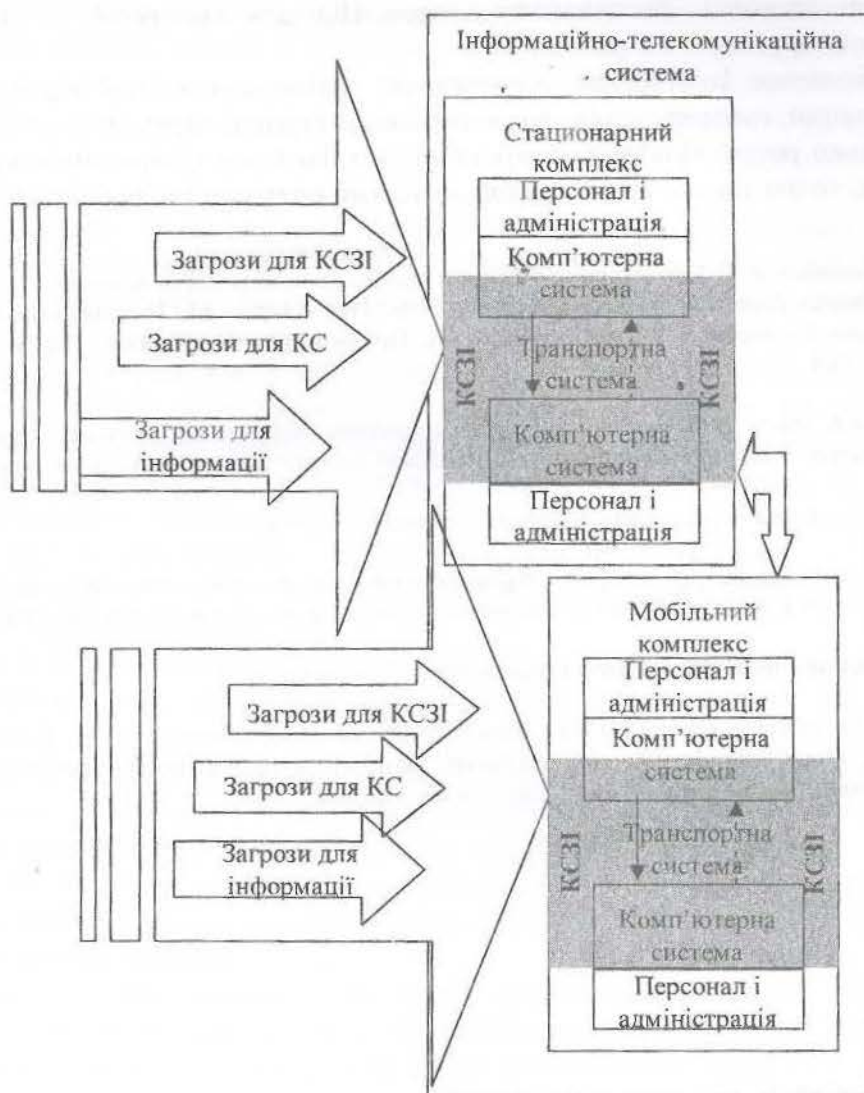 Інформаційно-телекомунікаційна
система
Стационарний
комплекс
Персонал і
адміністрація
Комп'ютерна
система
Транспортна
система
КСЗІ
КСЗІ
Комп'ютерна
система
Персонал і
адміністрація
Загрози для КСЗІ
Загрози для КС
Загрози для
інформації
Мобільний
комплекс
Персонал і
адміністрація
Комп'ютерна
система
Транспортна
система
КСЗІ
КСЗІ
Комп'ютерна
система
Персонал і
адміністрація
Загрози для КСЗІ
Загрози для КС
Загрози для
інформації